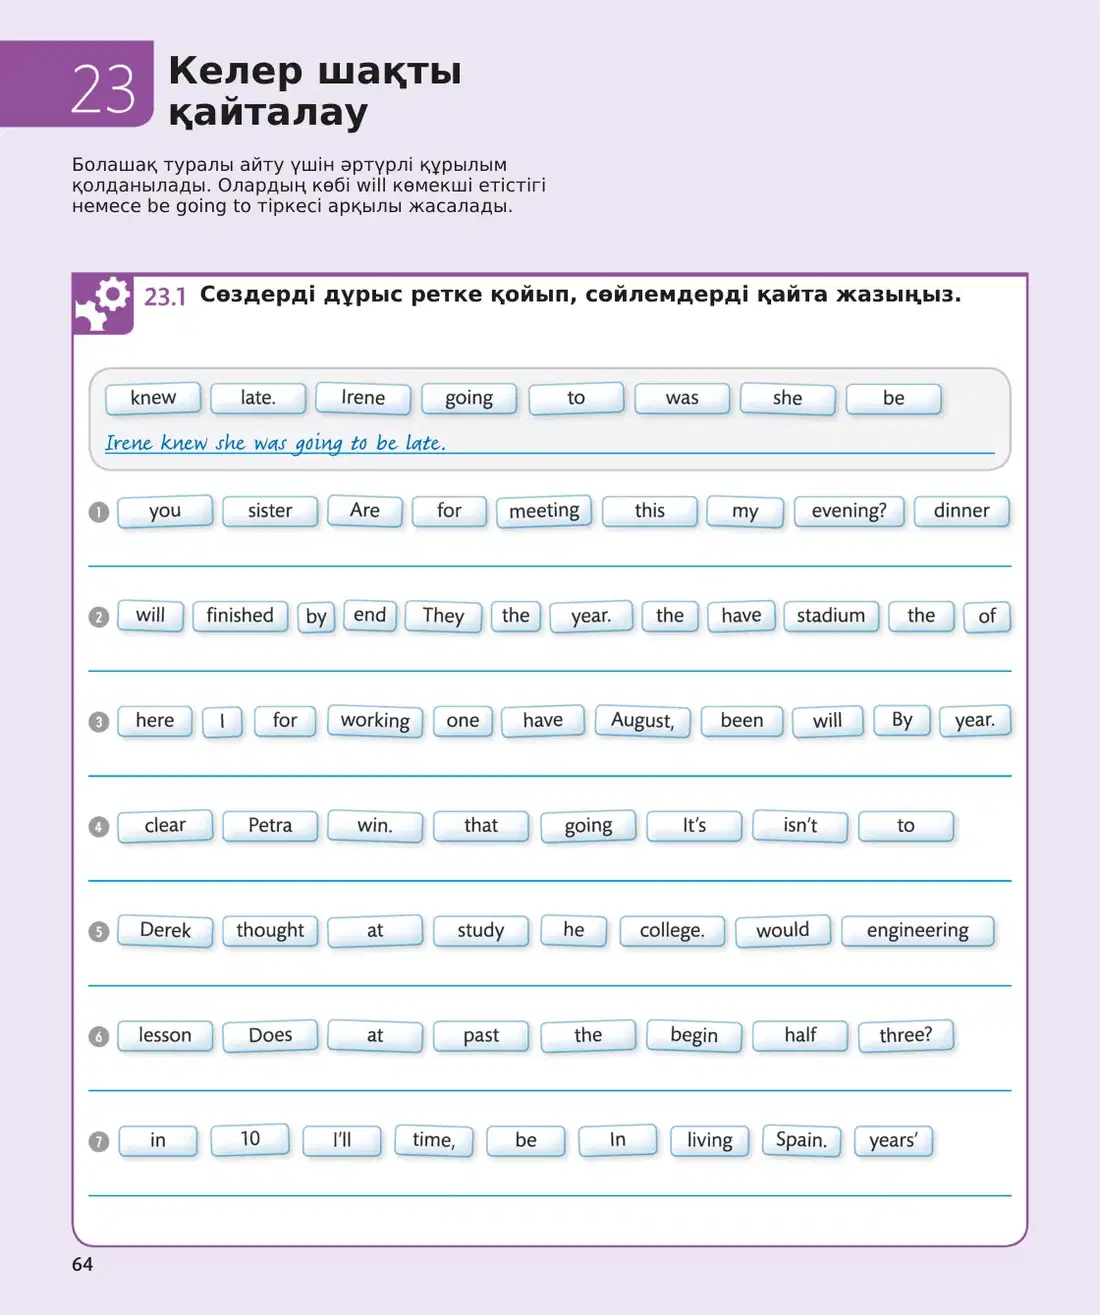 23
Келер шақты
қайталау
Болашақ туралы айту үшін әртүрлі құрылым
қолданылады. Олардың көбі will көмекші етістігі
немесе be going to тіркесі арқылы жасалады.
23.1 Сөздерді дұрыс ретке қойып, сөйлемдерді қайта жазыңыз.
knew late. Irene going to was she be
Irene knew she was going to be late.
1 you sister Are for meeting this my evening? dinner
2 will finished by end They the year. the have stadium the of
3 here I for working one have August, been will By year.
4 clear Petra win. that going It's isn't to
5 Derek thought at study he college. would engineering
6 lesson Does at past the begin half three?
7 in 10 I'll time, be In living Spain. years'
64